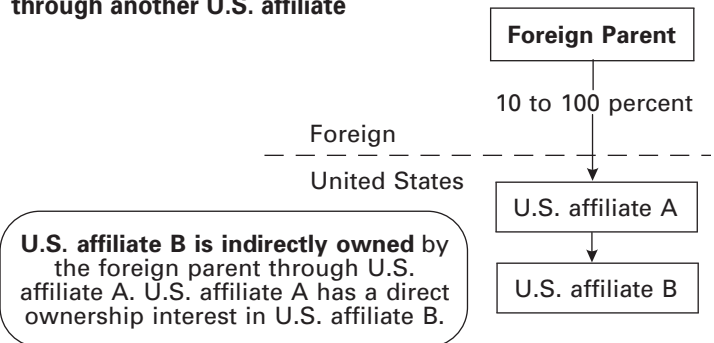 through another U.S. affiliate
Foreign Parent
10 to 100 percent
Foreign
United States
U.S. affiliate A
U.S. affiliate B is indirectly owned by
the foreign parent through U.S.
affiliate A. U.S. affiliate A has a direct
ownership interest in U.S. affiliate B.
U.S. affiliate B